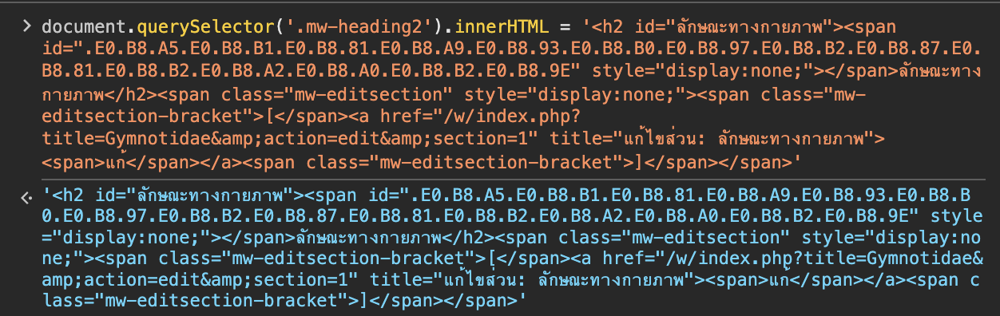 document.querySelector('.mw-heading2').innerHTML = '<h2 id="ลักษณะทางกายภาพ"><span
id=".E0.B8.A5.E0.B8.B1.E0.B8.81.E0.B8.A9.E0.B8.93.E0.B8.B0.E0.B8.97.E0.B8.B2.E0.B8.87.E0.
B8.81.E0.B8.B2.E0.B8.A2.E0.B8.A0.E0.B8.B2.E0.B8.9E" style="display:none;"></span>ลักษณะทาง
กายภาพ</h2><span class="mw-editsection" style="display:none;"><span class="mw-
editsection-bracket">[</span><a href="/w/index.php?
title=Gymnotidae&amp;action=edit&amp;section=1" title="แก้ไขส่วน: ลักษณะทางกายภาพ">
<span>แก้</span></a><span class="mw-editsection-bracket">]</span></span>'
'<h2 id="ลักษณะทางกายภาพ"><span id=".E0.B8.A5.E0.B8.B1.E0.B8.81.E0.B8.A9.E0.B8.93.E0.B8.B
0.E0.B8.97.E0.B8.B2.E0.B8.87.E0.B8.81.E0.B8.B2.E0.B8.A2.E0.B8.A0.E0.B8.B2.E0.B8.9E" style
="display:none;"></span>ลักษณะทางกายภาพ</h2><span class="mw-editsection" style="display:no
ne;"><span class="mw-editsection-bracket">[</span><a href="/w/index.php?title=Gymnotidae&
amp;action=edit&amp;section=1" title="แก้ไขส่วน: ลักษณะทางกายภาพ"><span>แก้</span></a><span c
lass="mw-editsection-bracket">]</span></span>'